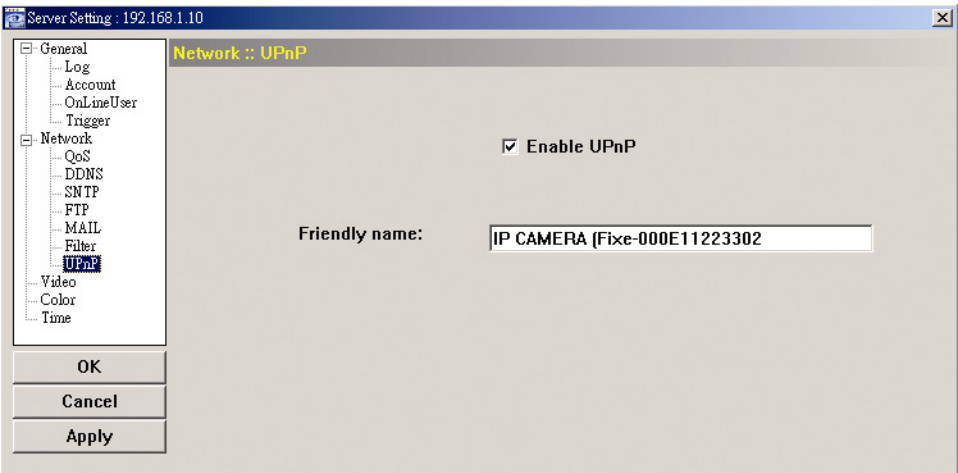 Server Setting : 192.168.1.10
General
Log
Account
OnLineUser
Trigger
Network
QoS
DDNS
SNTP
FTP
MAIL
Filter
UPnP
Video
Color
Time
OK
Cancel
Apply
Network :: UPnP
Enable UPnP
Friendly name: IP CAMERA (Fixe-000E11223302